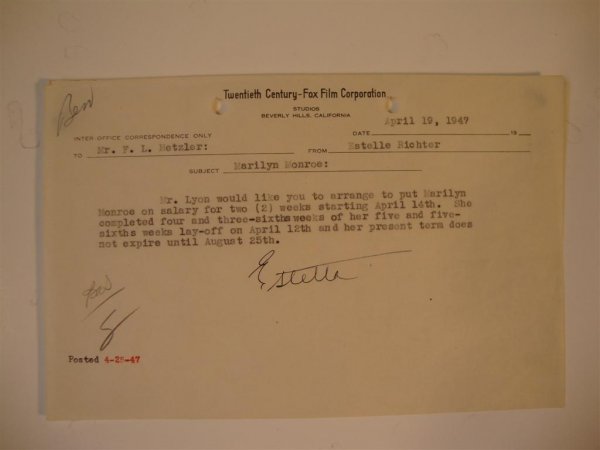 Ben
Twentieth Century-Fox Film Corporation
STUDIOS
BEVERLY HILLS, CALIFORNIA
April 19, 1947
INTER OFFICE CORRESPONDENCE ONLY DATE 19
TO Mr. F. L. Metzler: FROM Estelle Richter
SUBJECT Marilyn Monroe:
Mr. Lyon would like you to arrange to put Marilyn
Monroe on salary for two (2) weeks starting April 14th. She
completed four and three-sixths weeks of her five and five-
sixths weeks lay-off on April 12th and her present term does
not expire until August 25th.
Estelle
Posted 4-25-47